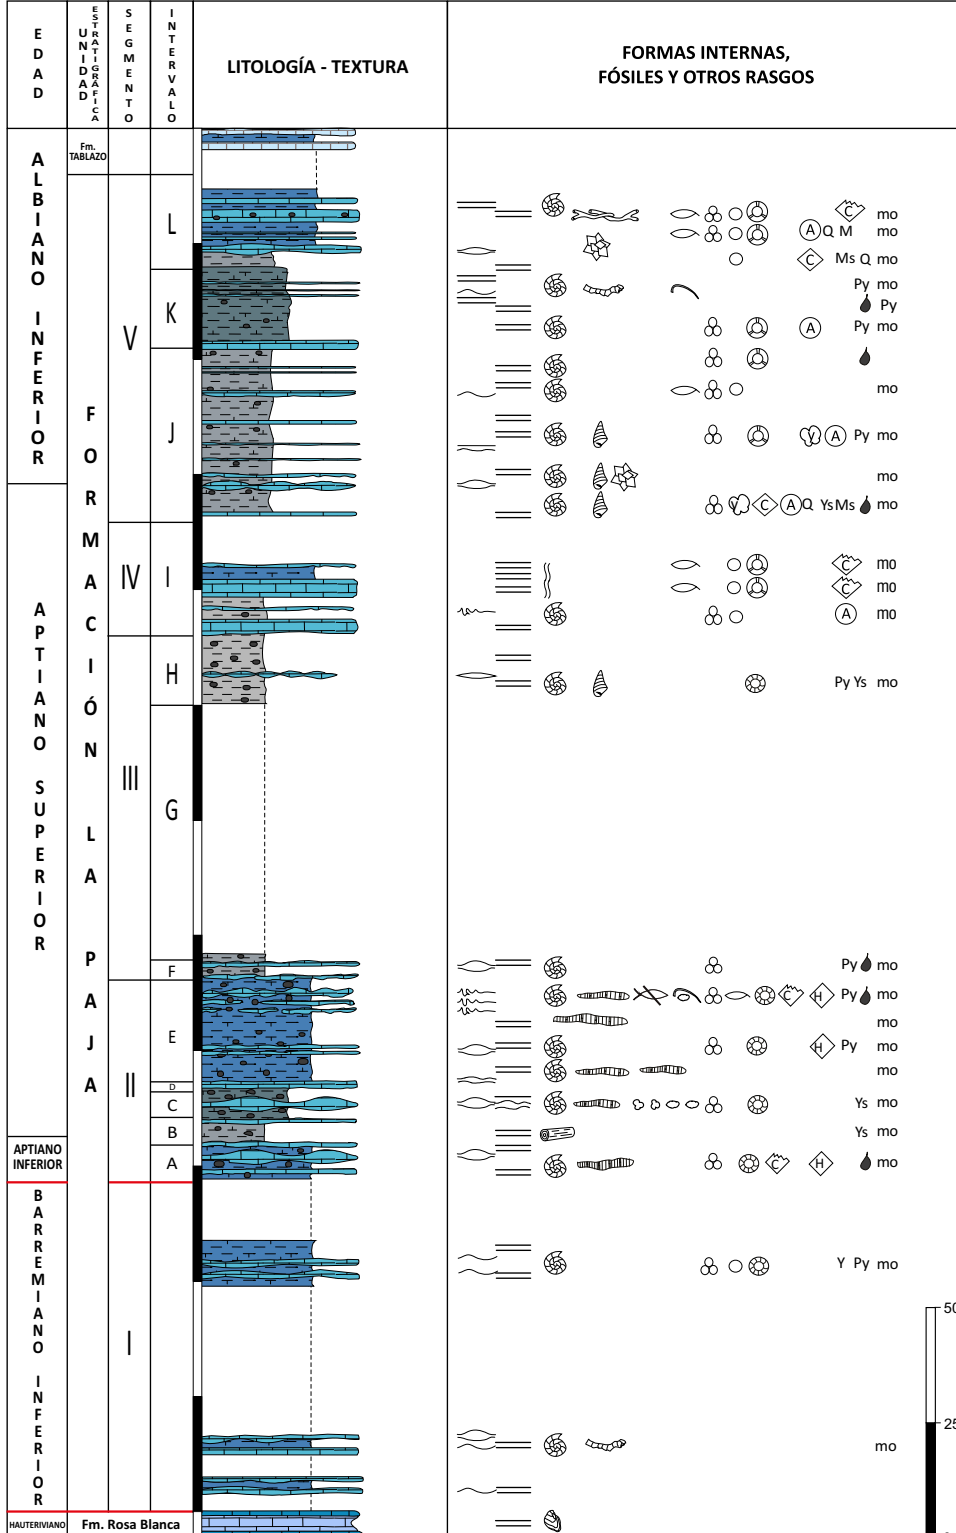 EDAD
UNIDAD ESTRATIGRÁFICA
SEGMENTO
INTERVALO
LITOLOGÍA - TEXTURA
FORMAS INTERNAS,
FÓSILES Y OTROS RASGOS
ALBIANO INFERIOR
APTIANO SUPERIOR
APTIANO
INFERIOR
BARREMIANO INFERIOR
HAUTERIVIANO
Fm.
TABLAZO
FORMACIÓN LA PAJA
Fm. Rosa Blanca
V
IV
III
II
I
L
K
J
I
H
G
F
E
D
C
B
A
C mo
A Q M mo
C Ms Q mo
Py mo
Py
A Py mo
mo
y A Py mo
mo
y C A Q Ys Ms mo
C mo
C mo
A mo
Py Ys mo
Py mo
C H Py mo
mo
H Py mo
mo
Ys mo
Ys mo
C H mo
Y Py mo
mo
50
25